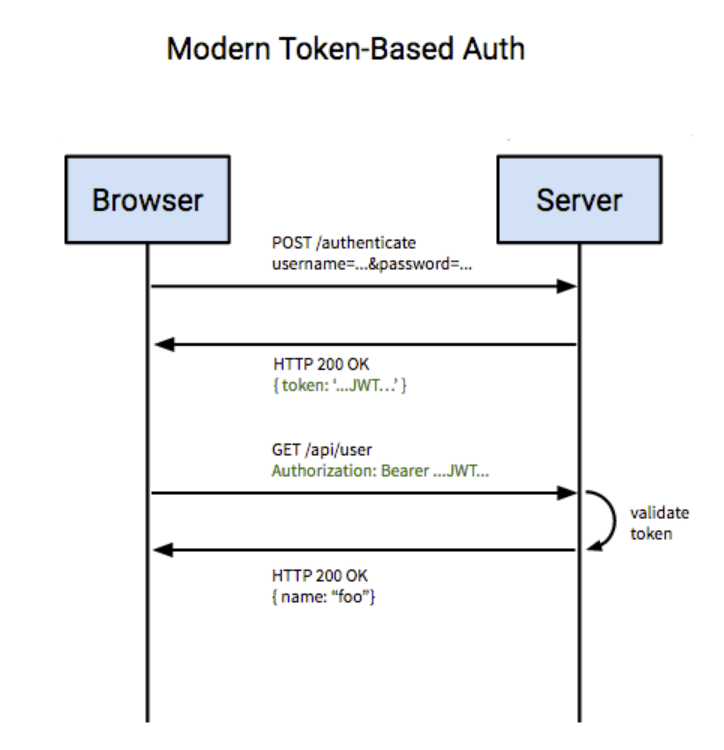 Modern Token-Based Auth
Browser
Server
POST /authenticate
username=...&password=...
HTTP 200 OK
{ token: ‘...JWT...’ }
GET /api/user
Authorization: Bearer ...JWT...
validate
token
HTTP 200 OK
{ name: “foo”}